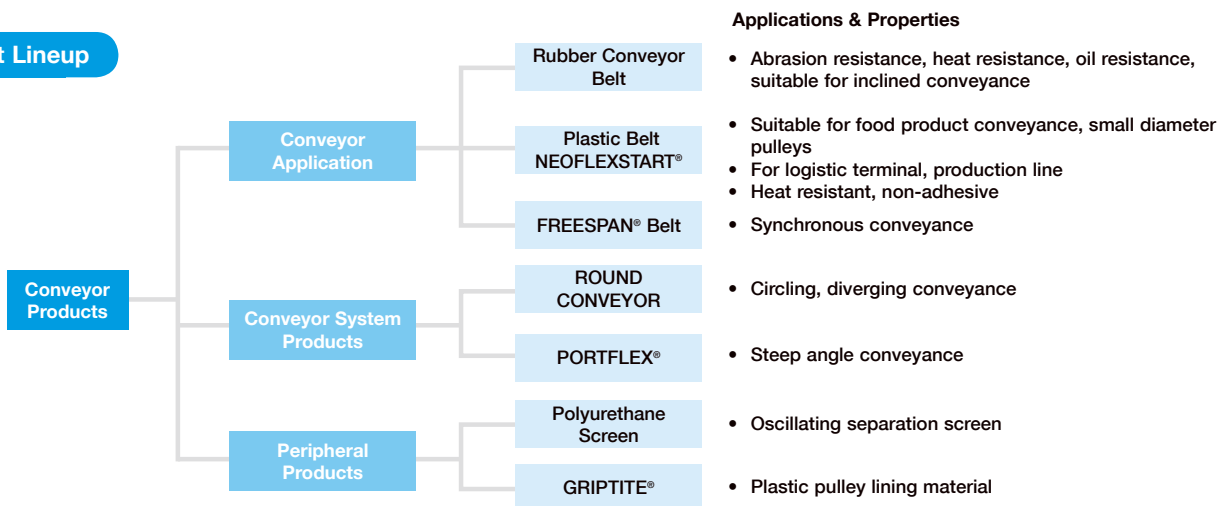 t Lineup
Applications & Properties
Conveyor
Products
Conveyor
Application
Rubber Conveyor
Belt
• Abrasion resistance, heat resistance, oil resistance,
suitable for inclined conveyance
Plastic Belt
NEOFLEXSTART®
• Suitable for food product conveyance, small diameter
pulleys
• For logistic terminal, production line
• Heat resistant, non-adhesive
FREESPAN® Belt
• Synchronous conveyance
Conveyor System
Products
ROUND
CONVEYOR
• Circling, diverging conveyance
PORTFLEX®
• Steep angle conveyance
Peripheral
Products
Polyurethane
Screen
• Oscillating separation screen
GRIPTITE®
• Plastic pulley lining material